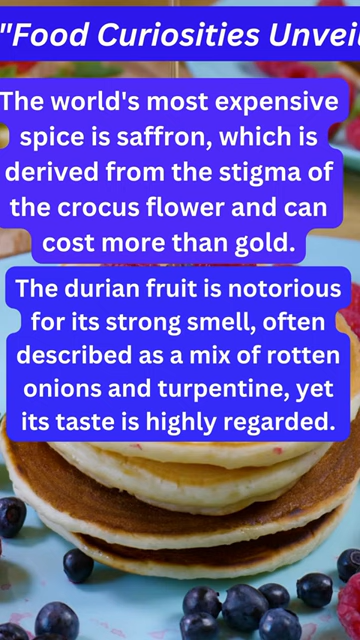 "Food Curiosities Unveil
The world's most expensive
spice is saffron, which is
derived from the stigma of
the crocus flower and can
cost more than gold.
The durian fruit is notorious
for its strong smell, often
described as a mix of rotten
onions and turpentine, yet
its taste is highly regarded.